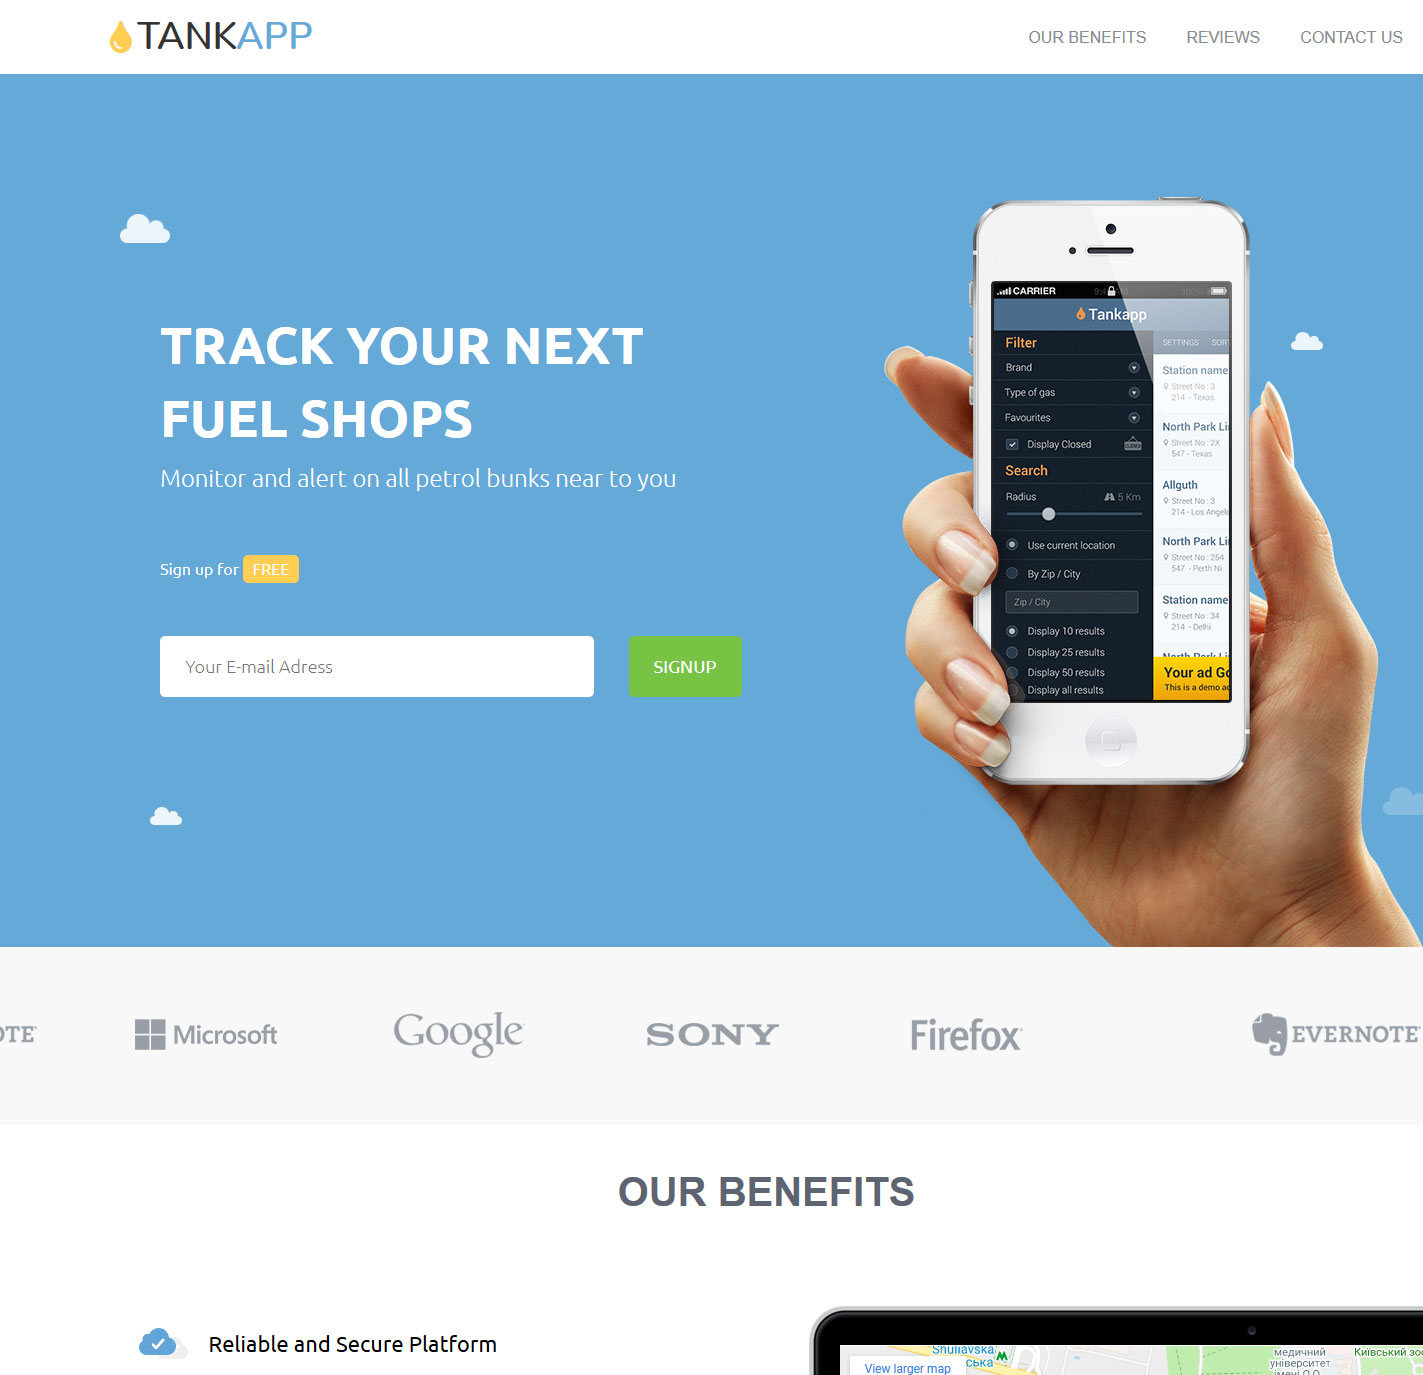 TANKAPP
OUR BENEFITS
REVIEWS
CONTACT US
TRACK YOUR NEXT
FUEL SHOPS
Monitor and alert on all petrol bunks near to you
Sign up for FREE
Your E-mail Adress
SIGNUP
CARRIER
100%
Tankapp
Filter
Brand
Type of gas
Favourites
Display Closed
Search
Radius
5 Km
Use current location
By Zip / City
Zip / City
Display 10 results
Display 25 results
Display 50 results
Display all results
SETTINGS
SORT
Station name
Street No : 3
214 - Texas
North Park Li
Street No : 2X
547 - Texas
Allguth
Street No : 3
214 - Los Angele
North Park Li
Street No : 254
547 - Perth Ni
Station name
Street No : 34
214 - Delhi
North Park Li
Your ad Go
This is a demo ad
OTE
Microsoft
Google
SONY
Firefox
EVERNOTE
OUR BENEFITS
Reliable and Secure Platform
View larger map
Shuliavska
ська
медичний
університет
імені О.О.
Київський зоо